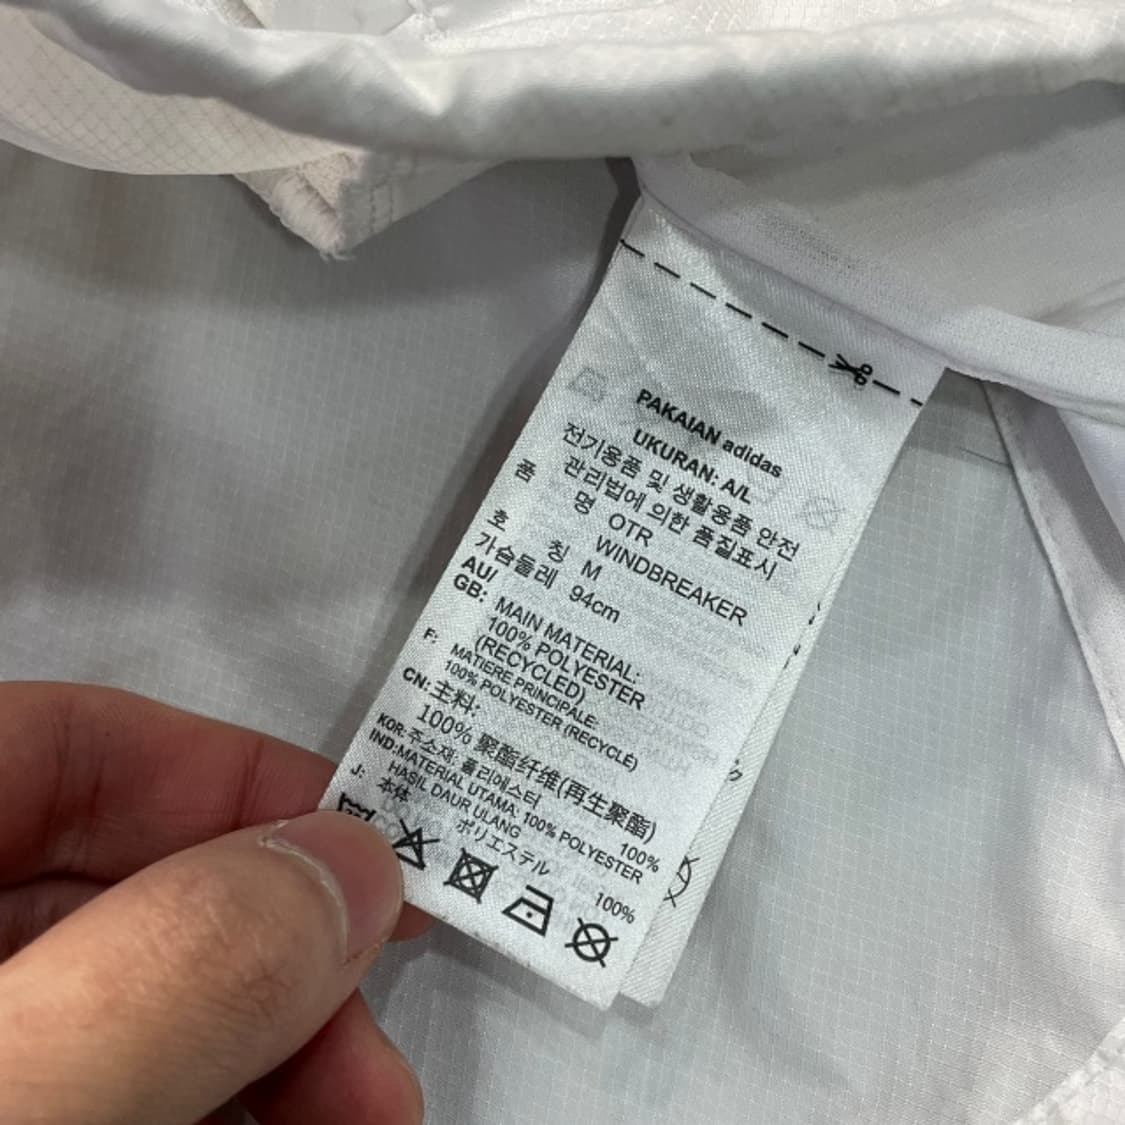 PAKAIAN adidas
UKURAN: A/L
전기용품 및 생활용품 안전
관리법에 의한 품질표시
품 명 OTR
WINDBREAKER
호 칭 M
가슴둘레 94cm
AU/
GB: MAIN MATERIAL:
100% POLYESTER
(RECYCLED)
F: MATIERE PRINCIPALE:
100% POLYESTER (RECYCLÉ)
CN: 主料:
100% 聚酯纤维(再生聚酯)
KOR: 주소재: 폴리에스터 100%
IND:MATERIAL UTAMA: 100% POLYESTER
HASIL DAUR ULANG
J: 本体 ポリエステル 100%